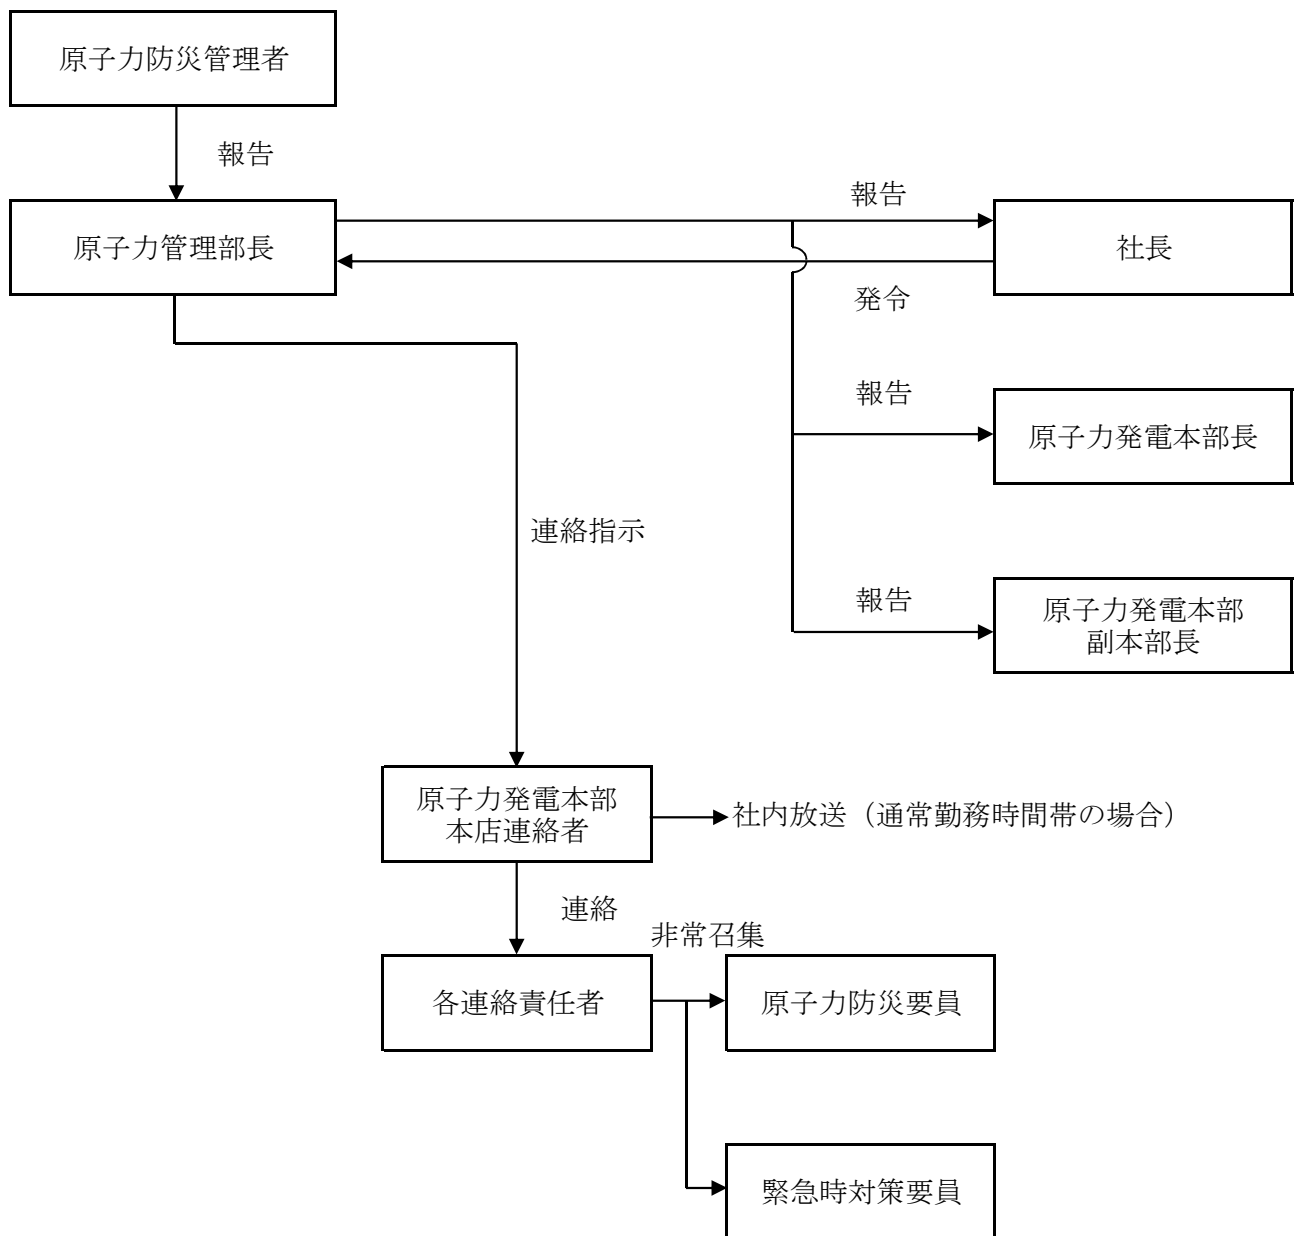 原子力防災管理者
報告
報告
原子力管理部長
社長
発令
報告
原子力発電本部長
連絡指示
報告
原子力発電本部
副本部長
原子力発電本部
本店連絡者
社内放送（通常勤務時間帯の場合）
連絡
非常召集
各連絡責任者
原子力防災要員
緊急時対策要員